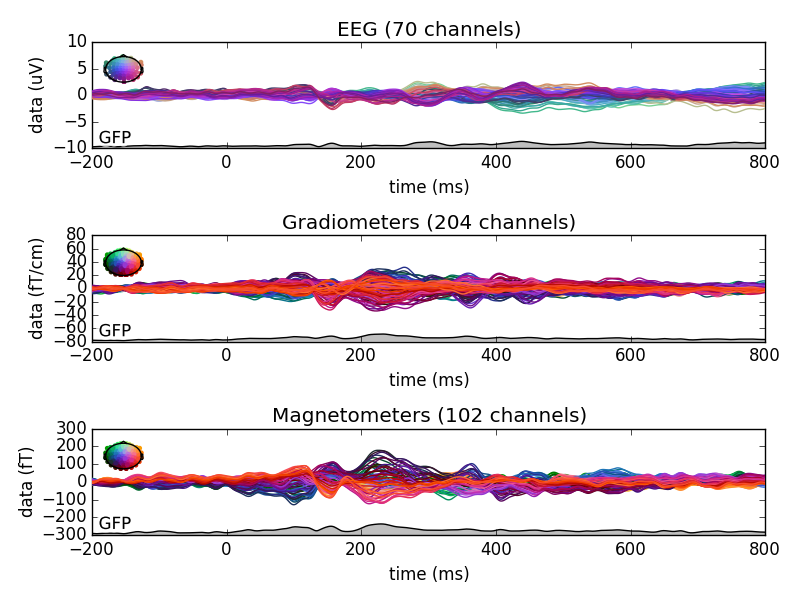 EEG (70 channels)
10
5
0
−5
−10
data (uV)
GFP
−200 0 200 400 600 800
time (ms)
Gradiometers (204 channels)
80
60
40
20
0
−20
−40
−60
−80
data (fT/cm)
GFP
−200 0 200 400 600 800
time (ms)
Magnetometers (102 channels)
300
200
100
0
−100
−200
−300
data (fT)
GFP
−200 0 200 400 600 800
time (ms)